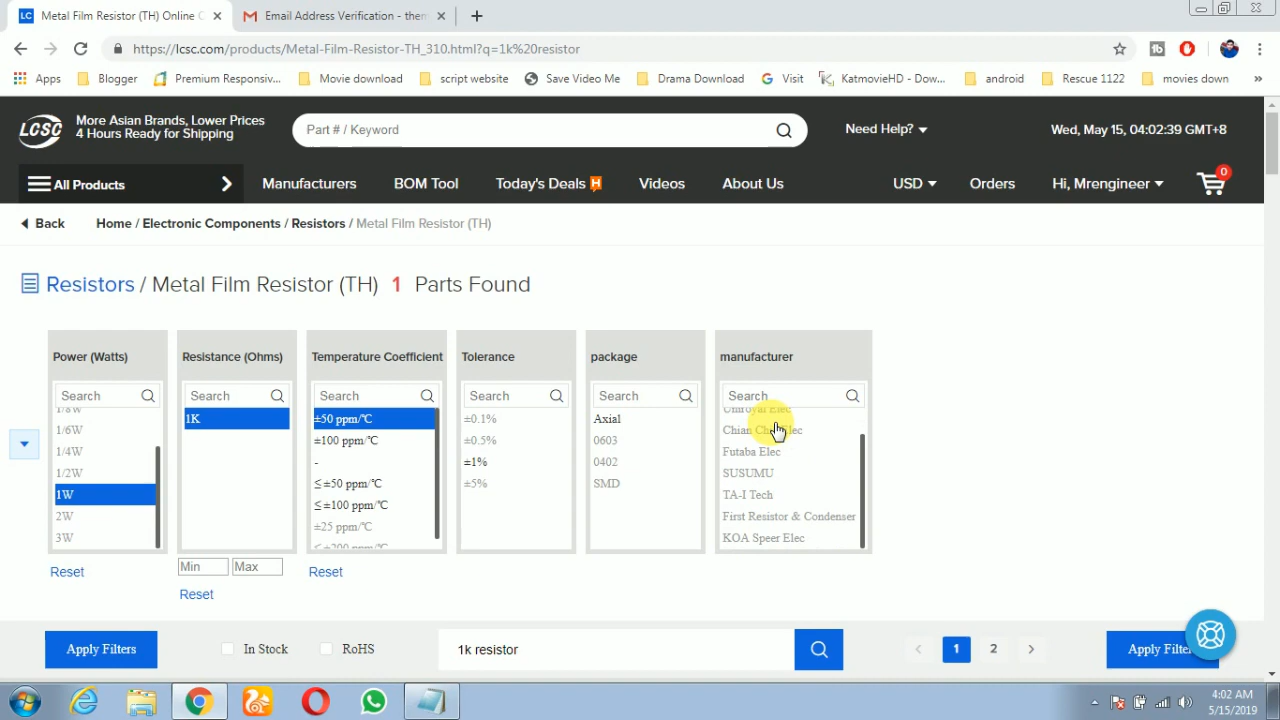 LC Metal Film Resistor (TH) Online C
Email Address Verification - them
https://lcsc.com/products/Metal-Film-Resistor-TH_310.html?q=1k%20resistor
Apps Blogger Premium Responsiv... Movie download script website Save Video Me Drama Download Visit KatmovieHD - Dow... android Rescue 1122 movies down »
LCSC
More Asian Brands, Lower Prices
4 Hours Ready for Shipping
Part # / Keyword
Need Help?
Wed, May 15, 04:02:39 GMT+8
All Products Manufacturers BOM Tool Today's Deals H Videos About Us USD Orders Hi, Mrengineer 0
Back Home / Electronic Components / Resistors / Metal Film Resistor (TH)
Resistors / Metal Film Resistor (TH) 1 Parts Found
Power (Watts)
Search
1/8W
1/6W
1/4W
1/2W
1W
2W
3W
Reset
Resistance (Ohms)
Search
1K
Min Max
Reset
Temperature Coefficient
Search
±50 ppm/℃
±100 ppm/℃
-
≤ ±50 ppm/℃
≤ ±100 ppm/℃
±25 ppm/℃
≤ ±200 ppm/℃
Reset
Tolerance
Search
±0.1%
±0.5%
±1%
±5%
package
Search
Axial
0603
0402
SMD
manufacturer
Search
Uniroyal Elec
Chian Elec
Futaba Elec
SUSUMU
TA-I Tech
First Resistor & Condenser
KOA Speer Elec
Apply Filters In Stock RoHS 1k resistor 1 2 Apply
4:02 AM
5/15/2019